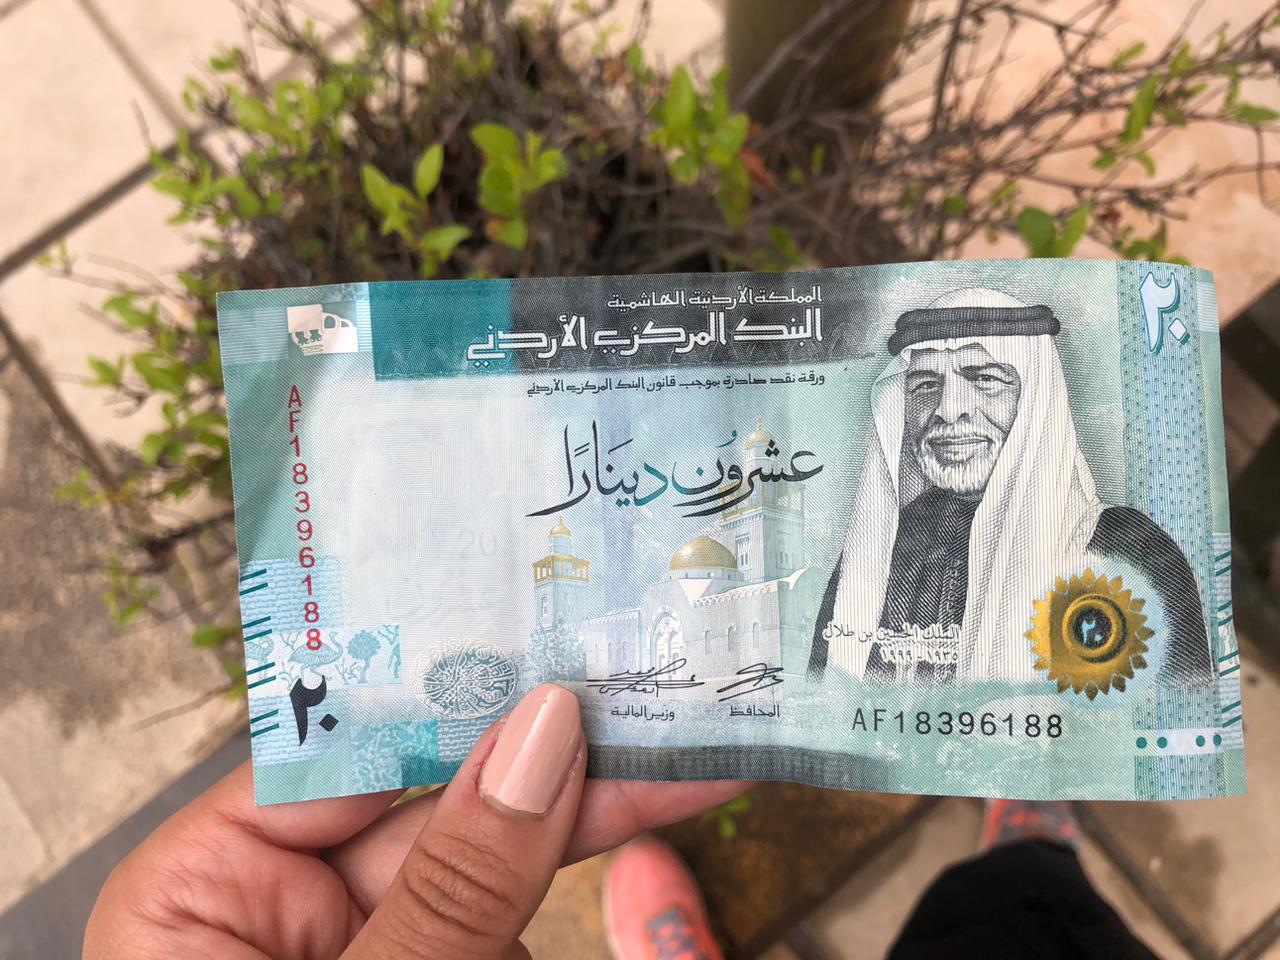 المملكة الأردنية الهاشمية
البنك المركزي الأردني
ورقة نقد صادرة بموجب قانون البنك المركزي الأردني
٢٠
AF18396188
عشرون دينارًا
20
الملك الحسين بن طلال
١٩٣٥-١٩٩٩
٢٠
المحافظ
وزير المالية
AF18396188
٢٠